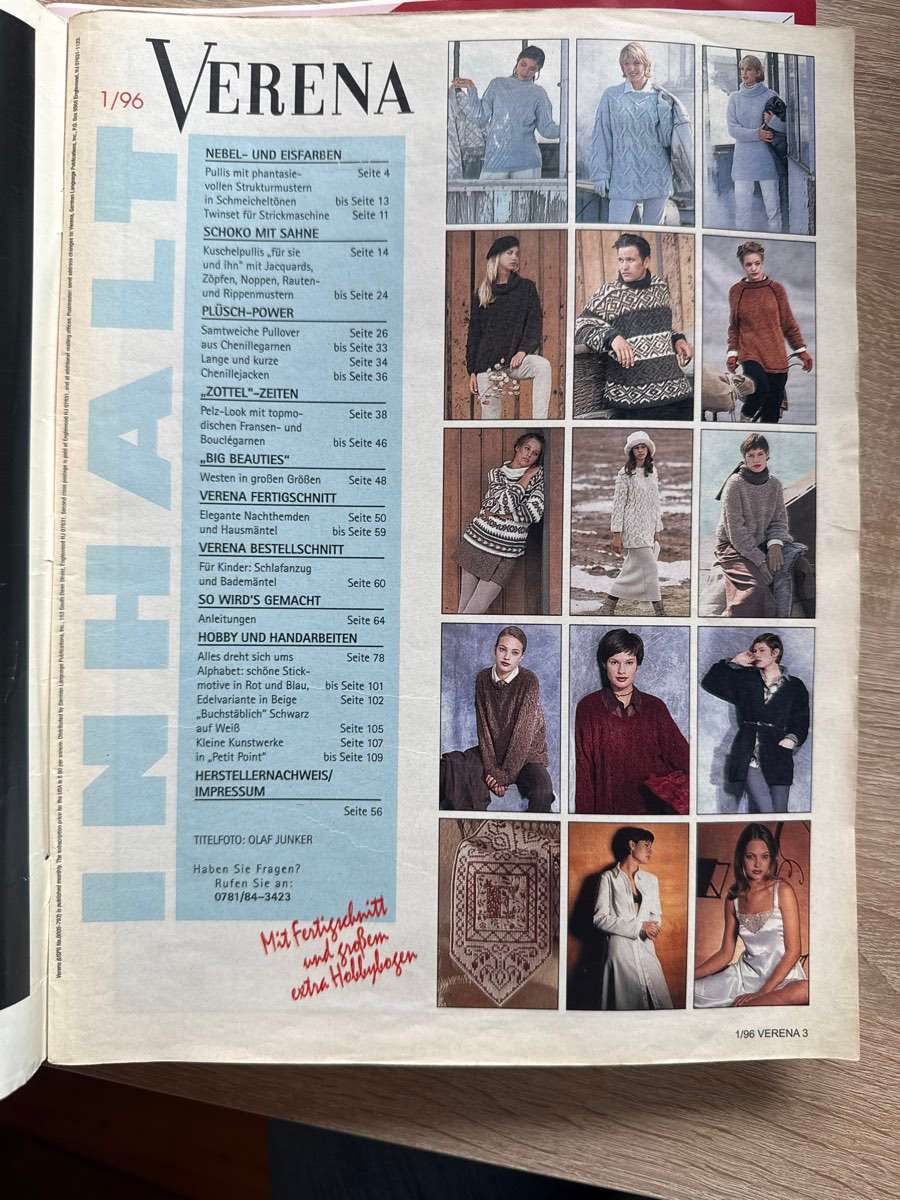 VERENA
1/96
INHALT
NEBEL- UND EISFARBEN
Pullis mit phantasie- Seite 4
vollen Strukturmustern
in Schmeicheltönen bis Seite 13
Twinset für Strickmaschine Seite 11
SCHOKO MIT SAHNE
Kuschelpullis „für sie Seite 14
und ihn" mit Jacquards,
Zöpfen, Noppen, Rauten-
und Rippenmustern bis Seite 24
PLÜSCH-POWER
Samtweiche Pullover Seite 26
aus Chenillegarnen bis Seite 33
Lange und kurze Seite 34
Chenillejacken bis Seite 36
„ZOTTEL"-ZEITEN
Pelz-Look mit topmo- Seite 38
dischen Fransen- und
Bouclégarnen bis Seite 46
„BIG BEAUTIES"
Westen in großen Größen Seite 48
VERENA FERTIGSCHNITT
Elegante Nachthemden Seite 50
und Hausmäntel bis Seite 59
VERENA BESTELLSCHNITT
Für Kinder: Schlafanzug
und Bademäntel Seite 60
SO WIRD'S GEMACHT
Anleitungen Seite 64
HOBBY UND HANDARBEITEN
Alles dreht sich ums Seite 78
Alphabet: schöne Stick-
motive in Rot und Blau, bis Seite 101
Edelvariante in Beige Seite 102
„Buchstäblich" Schwarz
auf Weiß Seite 105
Kleine Kunstwerke Seite 107
in „Petit Point" bis Seite 109
HERSTELLERNACHWEIS/
IMPRESSUM
Seite 56
TITELFOTO: OLAF JUNKER
Haben Sie Fragen?
Rufen Sie an:
0781/84-3423
Mit Fertigschnitt
und großem
extra Hobbybogen
1/96 VERENA 3